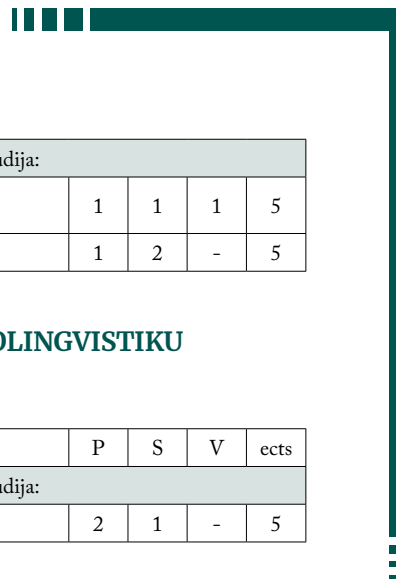 udija:
1 1 1 5
1 2 - 5
OLINGVISTIKU
P S V ects
udija:
2 1 - 5